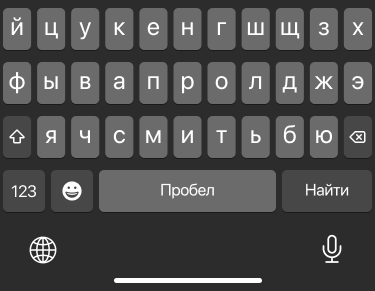 й ц у к е н г ш щ з х
ф ы в а п р о л д ж э
я ч с м и т ь б ю
123 Пробел Найти